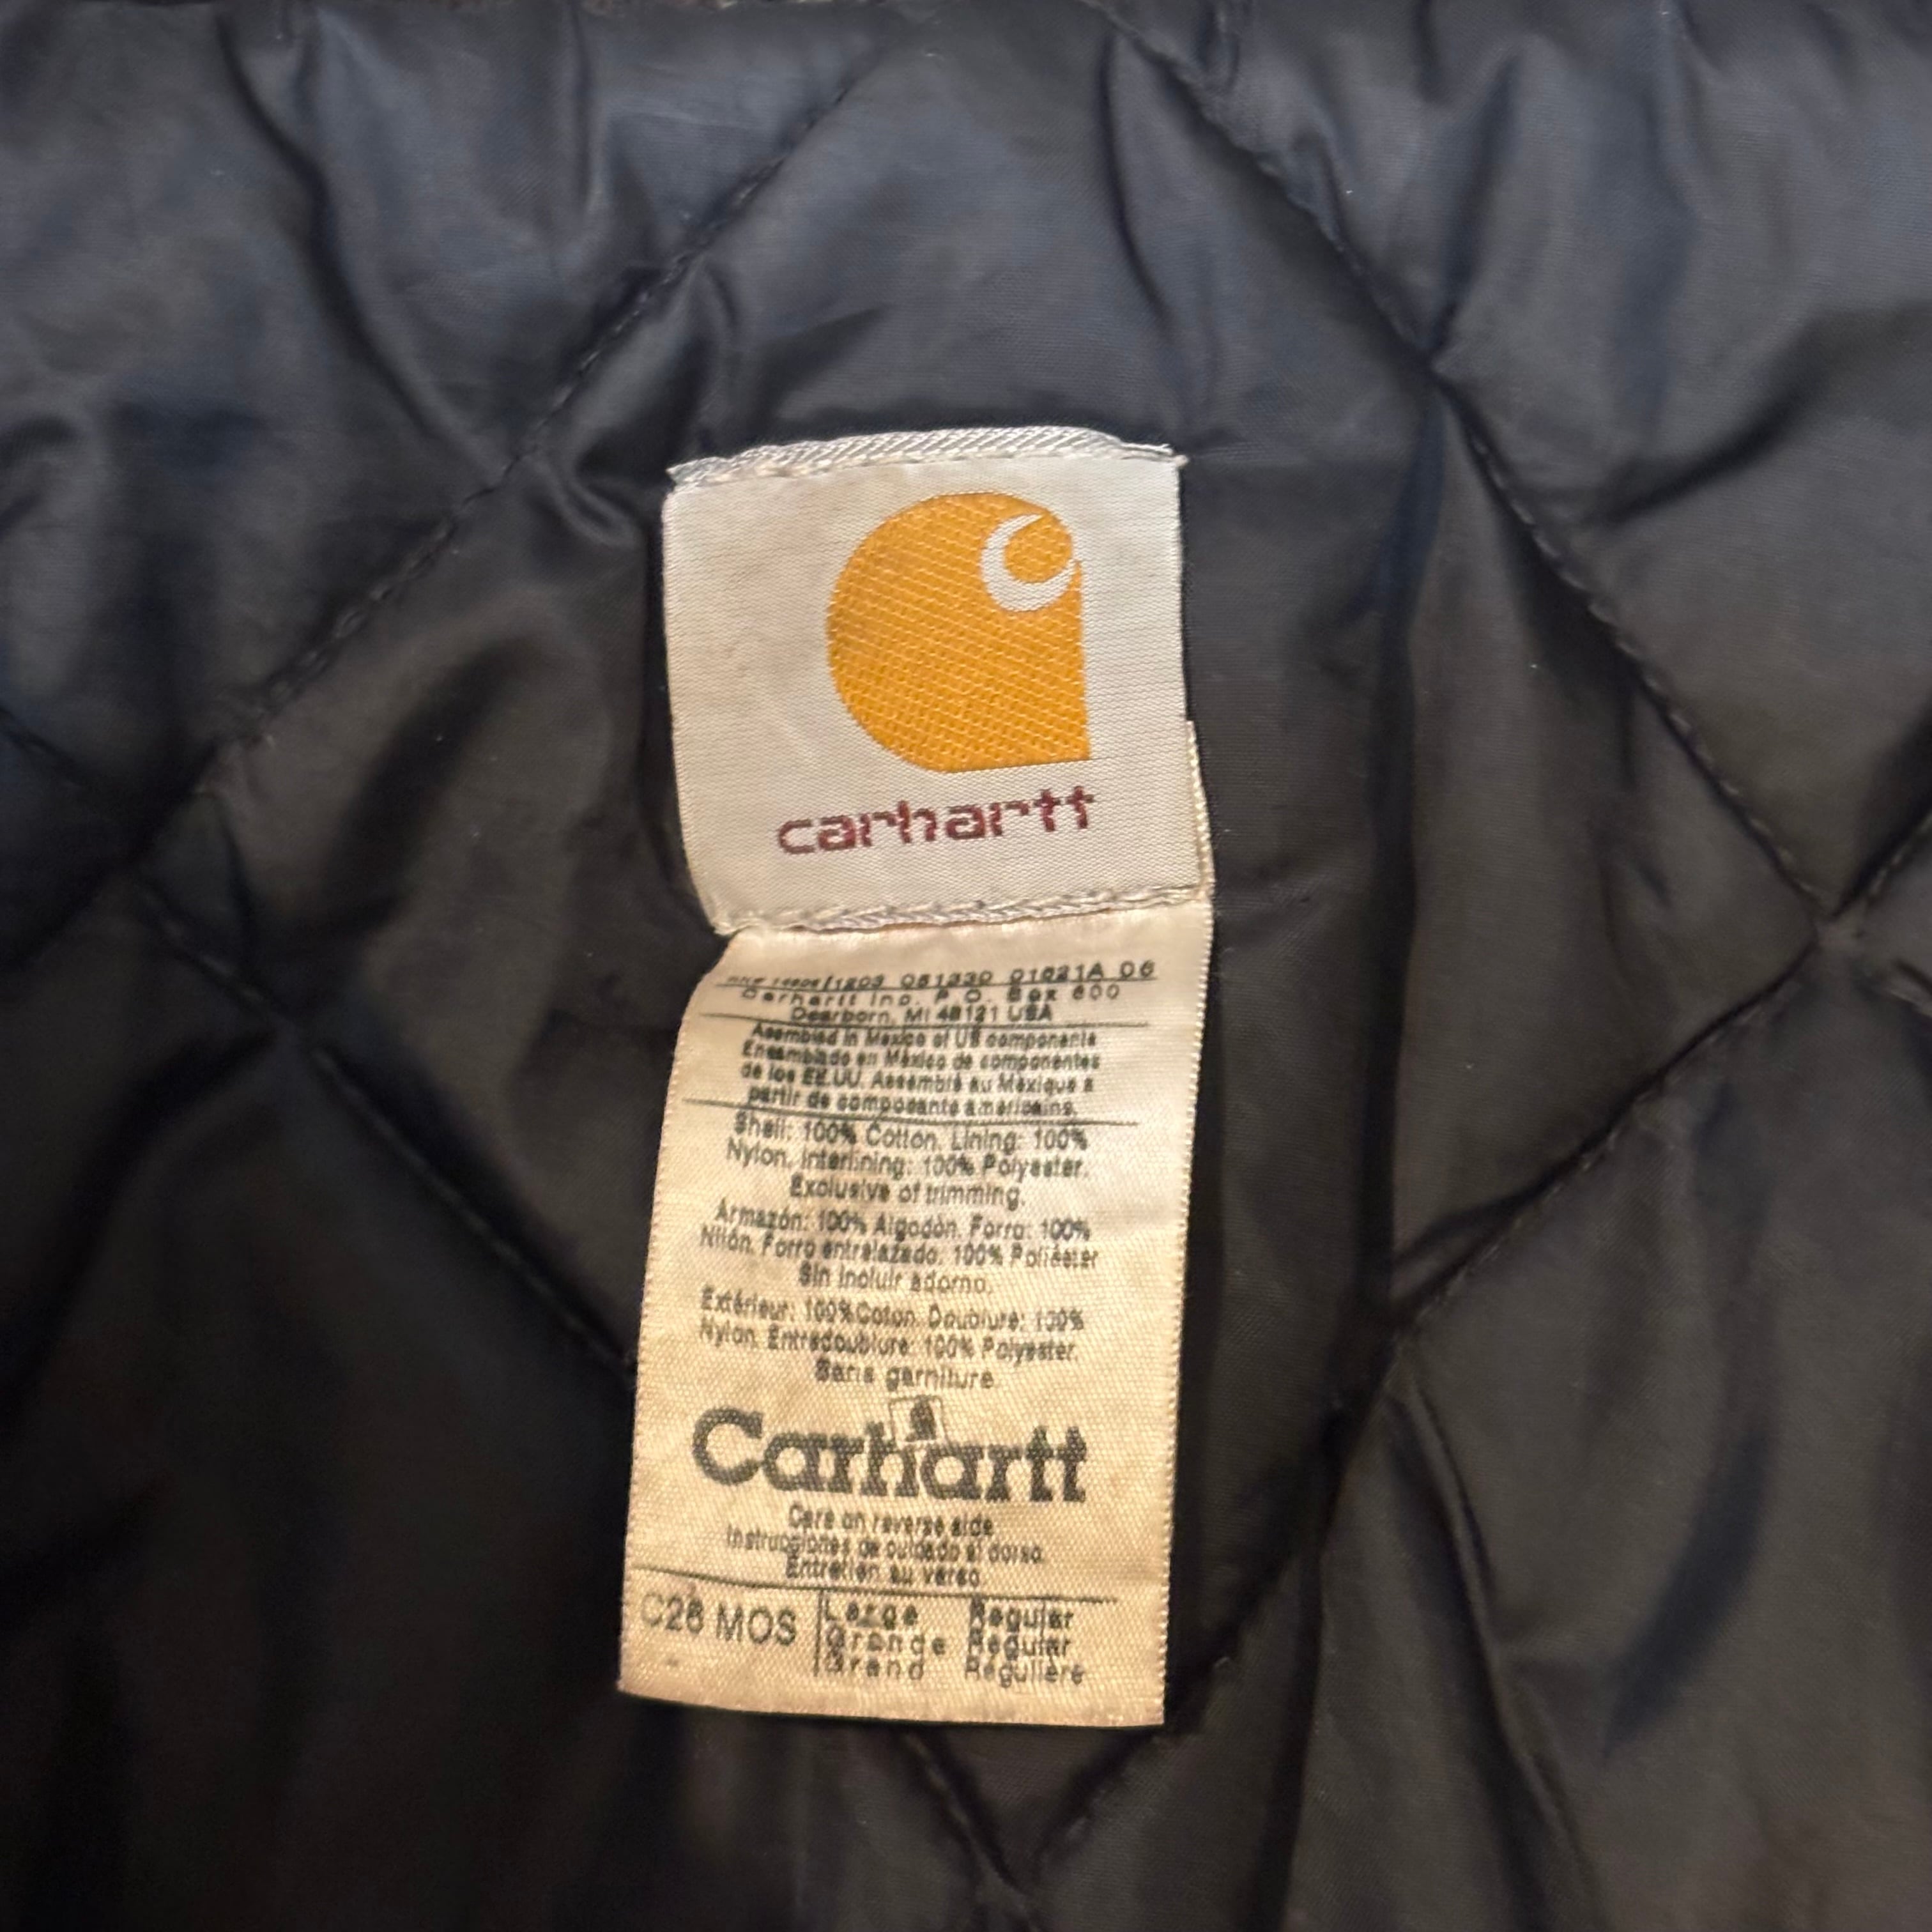 carhartt
051330 01021A 06
Carhartt Inc. P.O. Box 600
Dearborn, MI 48121 USA
Assembled in Mexico of US components
Ensamblado en México de componentes
de los EE.UU. Assemblé au Mexique à
partir de composants américains.
Shell: 100% Cotton. Lining: 100%
Nylon. Interlining: 100% Polyester.
Exclusive of trimming.
Armazón: 100% Algodón. Forro: 100%
Nilón. Forro entrelazado. 100% Poliéster
Sin incluir adorno.
Extérieur: 100% Coton. Doublure: 100%
Nylon. Entredoublure: 100% Polyester.
Sans garniture.
Carhartt
Care on reverse side.
Instrucciones de cuidado al dorso.
Entretien au verso.
C26 MOS Large Regular
Grande Regular
Grand Régulière